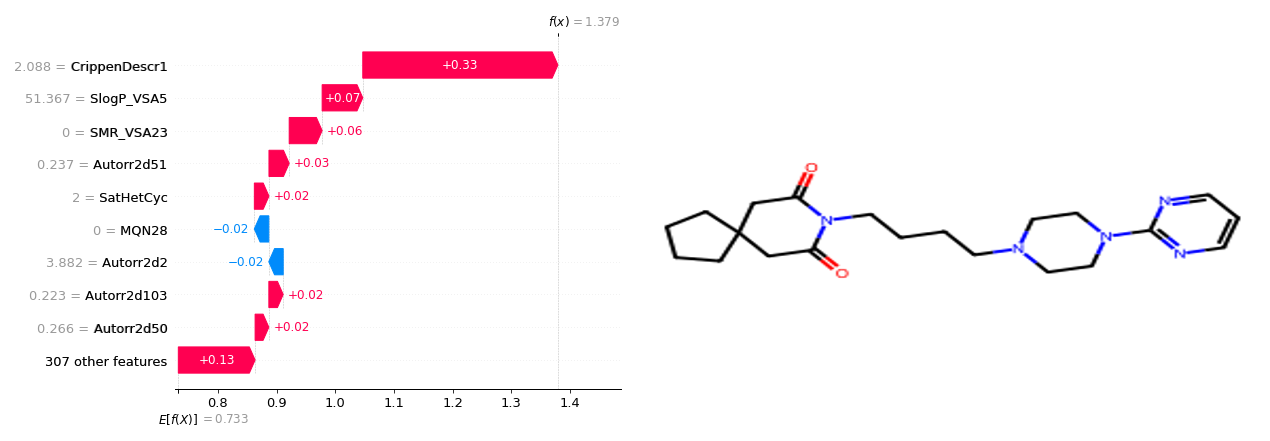 f(x) = 1.379
2.088 = CrippenDescr1 +0.33
51.367 = SlogP_VSA5 +0.07
0 = SMR_VSA23 +0.06
0.237 = Autorr2d51 +0.03
2 = SatHetCyc +0.02
0 = MQN28 −0.02
3.882 = Autorr2d2 −0.02
0.223 = Autorr2d103 +0.02
0.266 = Autorr2d50 +0.02
307 other features +0.13
0.8 0.9 1.0 1.1 1.2 1.3 1.4
E[f(X)] = 0.733
O
N N
N N
N
O